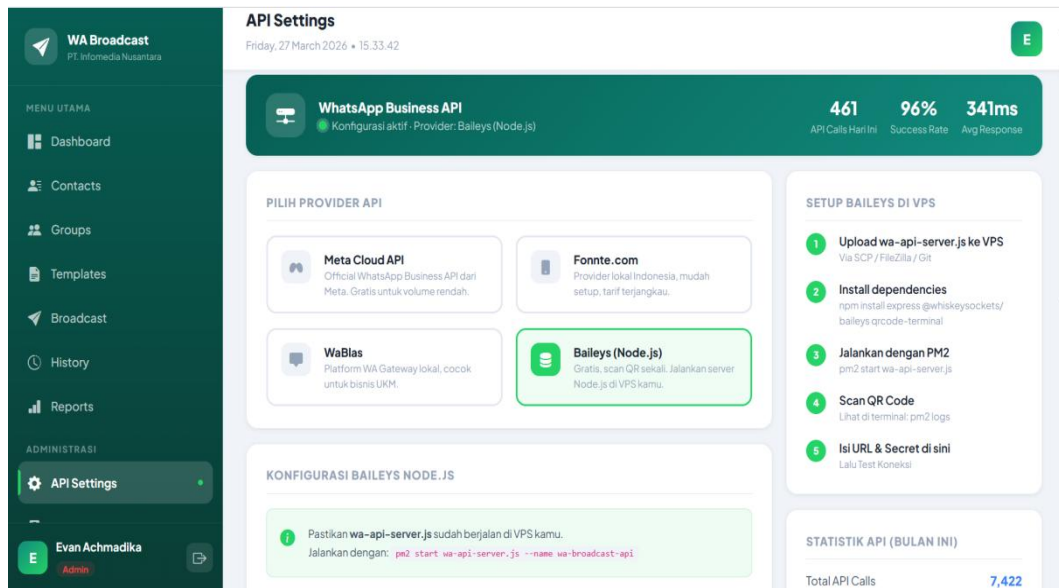 WA Broadcast
PT. Infomedia Nusantara
MENU UTAMA
Dashboard
Contacts
Groups
Templates
Broadcast
History
Reports
ADMINISTRASI
API Settings
E
Evan Achmadika
Admin
API Settings
Friday, 27 March 2026 • 15.33.42
E
WhatsApp Business API
Konfigurasi aktif · Provider: Baileys (Node.js)
461
API Calls Hari Ini
96%
Success Rate
341ms
Avg Response
PILIH PROVIDER API
Meta Cloud API
Official WhatsApp Business API dari
Meta. Gratis untuk volume rendah.
Fonnte.com
Provider lokal Indonesia, mudah
setup, tarif terjangkau.
WaBlas
Platform WA Gateway lokal, cocok
untuk bisnis UKM.
Baileys (Node.js)
Gratis, scan QR sekali. Jalankan server
Node.js di VPS kamu.
KONFIGURASI BAILEYS NODE.JS
Pastikan wa-api-server.js sudah berjalan di VPS kamu.
Jalankan dengan: pm2 start wa-api-server.js --name wa-broadcast-api
SETUP BAILEYS DI VPS
1 Upload wa-api-server.js ke VPS
Via SCP / FileZilla / Git
2 Install dependencies
npm install express @whiskeysockets/
baileys qrcode-terminal
3 Jalankan dengan PM2
pm2 start wa-api-server.js
4 Scan QR Code
Lihat di terminal: pm2 logs
5 Isi URL & Secret di sini
Lalu Test Koneksi
STATISTIK API (BULAN INI)
Total API Calls 7,422